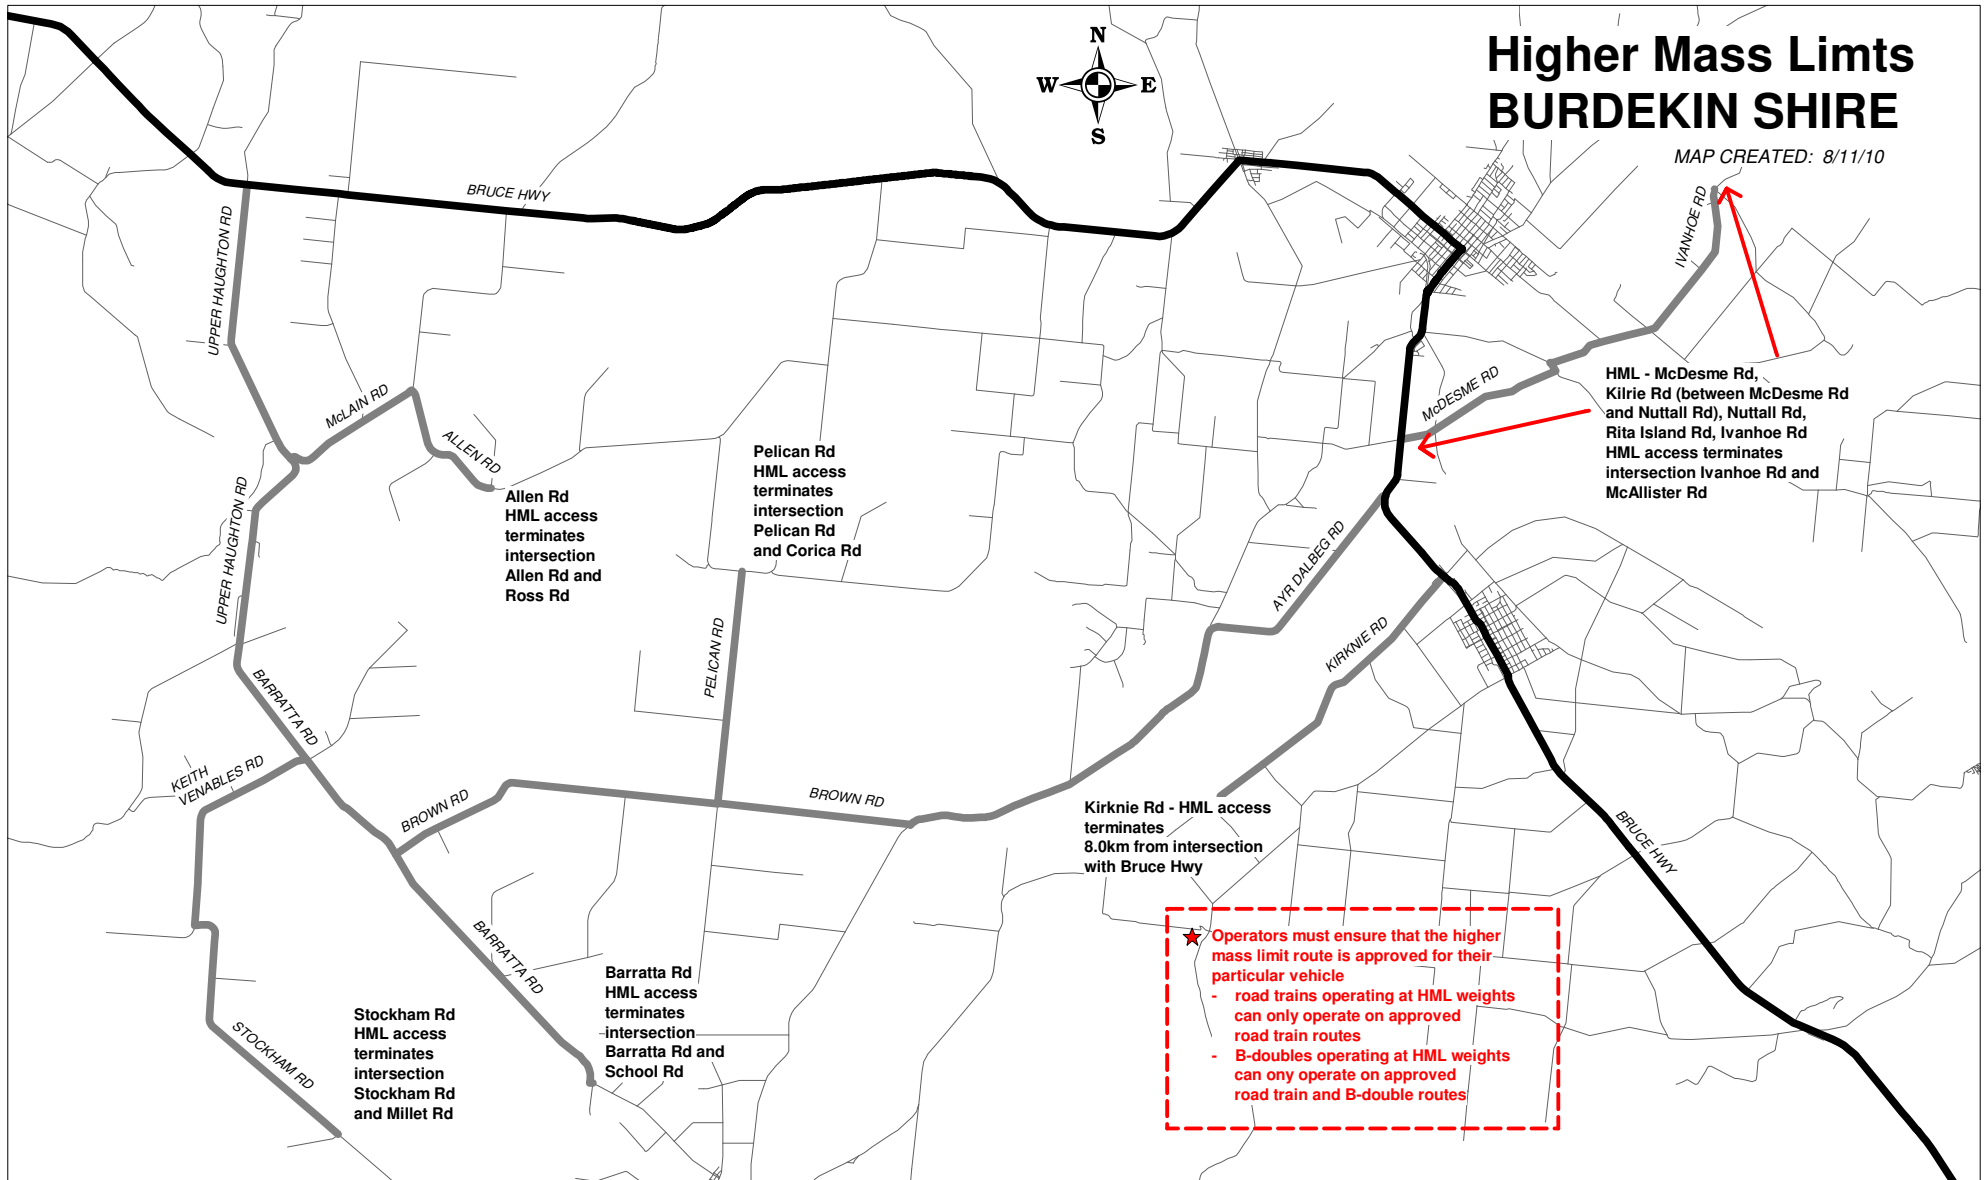 Higher Mass Limts
BURDEKIN SHIRE
MAP CREATED: 8/11/10
N
W
E
S
BRUCE HWY
UPPER HAUGHTON RD
IVANHOE RD
McLAIN RD
ALLEN RD
McDESME RD
HML - McDesme Rd,
Kilrie Rd (between McDesme Rd
and Nuttall Rd), Nuttall Rd,
Rita Island Rd, Ivanhoe Rd
HML access terminates
intersection Ivanhoe Rd and
McAllister Rd
Pelican Rd
HML access
terminates
intersection
Pelican Rd
and Corica Rd
Allen Rd
HML access
terminates
intersection
Allen Rd and
Ross Rd
UPPER HAUGHTON RD
AYR DALBEG RD
KIRKNIE RD
PELICAN RD
BARRATTA RD
KEITH
VENABLES RD
BROWN RD
BROWN RD
Kirknie Rd - HML access
terminates
8.0km from intersection
with Bruce Hwy
BRUCE HWY
Operators must ensure that the higher
mass limit route is approved for their
particular vehicle
- road trains operating at HML weights
can only operate on approved
road train routes
- B-doubles operating at HML weights
can ony operate on approved
road train and B-double routes
BARRATTA RD
Barratta Rd
HML access
terminates
intersection
Barratta Rd and
School Rd
STOCKHAM RD
Stockham Rd
HML access
terminates
intersection
Stockham Rd
and Millet Rd